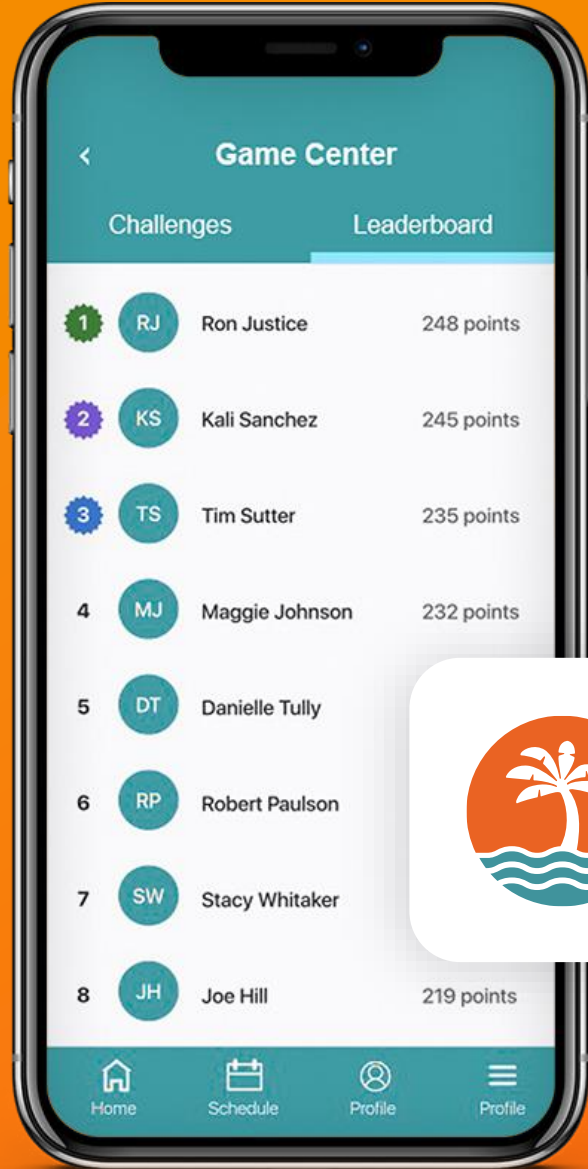 Game Center
Challenges Leaderboard
1 RJ Ron Justice 248 points
2 KS Kali Sanchez 245 points
3 TS Tim Sutter 235 points
4 MJ Maggie Johnson 232 points
5 DT Danielle Tully
6 RP Robert Paulson
7 SW Stacy Whitaker
8 JH Joe Hill 219 points
Home Schedule Profile Profile